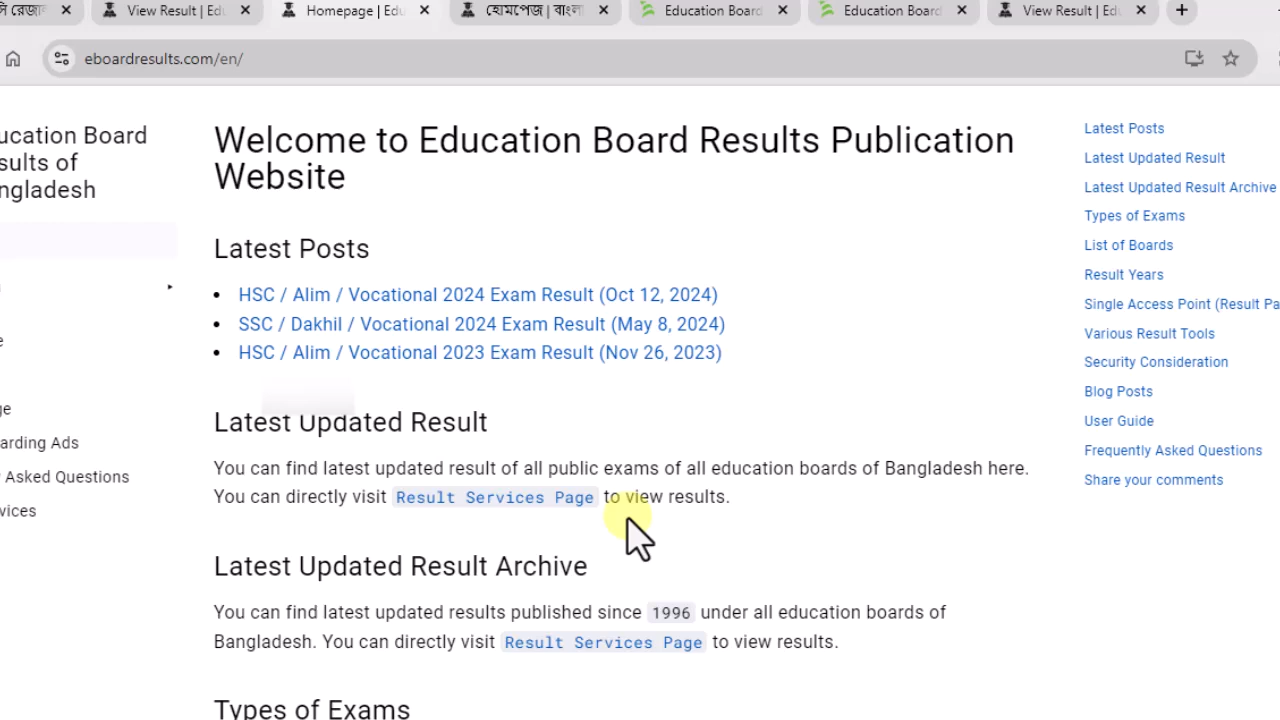 View Result | Edu
Homepage | Edu
হোমপেজ | বাংলা
Education Board
Education Board
View Result | Edu
eboardresults.com/en/
ucation Board
sults of
ngladesh
ge
arding Ads
Asked Questions
vices
Welcome to Education Board Results Publication
Website
Latest Posts
• HSC / Alim / Vocational 2024 Exam Result (Oct 12, 2024)
• SSC / Dakhil / Vocational 2024 Exam Result (May 8, 2024)
• HSC / Alim / Vocational 2023 Exam Result (Nov 26, 2023)
Latest Updated Result
You can find latest updated result of all public exams of all education boards of Bangladesh here.
You can directly visit Result Services Page to view results.
Latest Updated Result Archive
You can find latest updated results published since 1996 under all education boards of
Bangladesh. You can directly visit Result Services Page to view results.
Types of Exams
Latest Posts
Latest Updated Result
Latest Updated Result Archive
Types of Exams
List of Boards
Result Years
Single Access Point (Result Pa
Various Result Tools
Security Consideration
Blog Posts
User Guide
Frequently Asked Questions
Share your comments